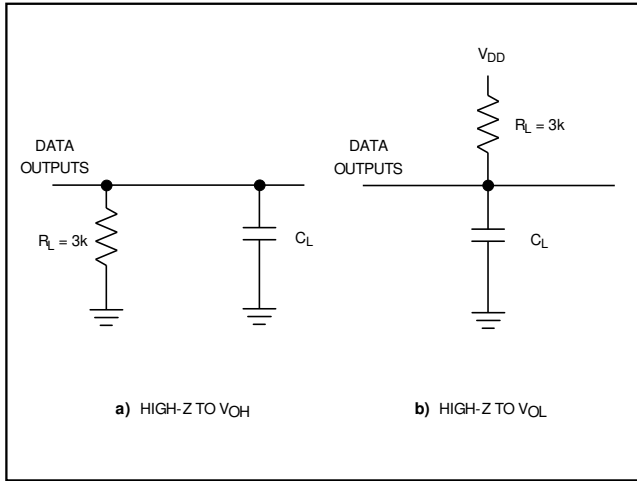 DATA
OUTPUTS
RL = 3k
CL
a) HIGH-Z TO VOH
VDD
RL = 3k
DATA
OUTPUTS
CL
b) HIGH-Z TO VOL